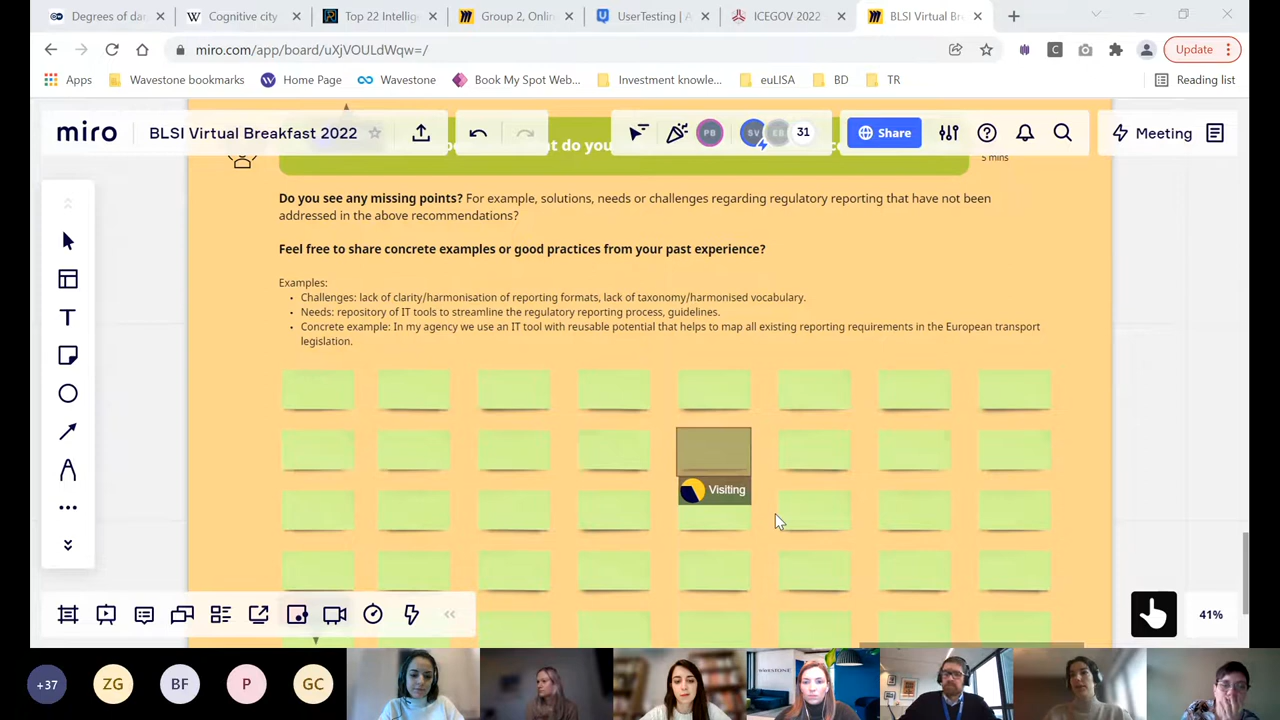 Degrees of da
Cognitive city
Top 22 Intellig
Group 2, Onlin
UserTesting | A
ICEGOV 2022
BLSI Virtual Bre
miro.com/app/board/uXjVOULdWqw=/
Update
Apps
Wavestone bookmarks
Home Page
Wavestone
Book My Spot Web...
Investment knowle...
euLISA
BD
TR
Reading list
miro
BLSI Virtual Breakfast 2022
PB
SV
EB
31
Share
Meeting
at do you
5 mins
Do you see any missing points? For example, solutions, needs or challenges regarding regulatory reporting that have not been
addressed in the above recommendations?
Feel free to share concrete examples or good practices from your past experience?
Examples:
• Challenges: lack of clarity/harmonisation of reporting formats, lack of taxonomy/harmonised vocabulary.
• Needs: repository of IT tools to streamline the regulatory reporting process, guidelines.
• Concrete example: In my agency we use an IT tool with reusable potential that helps to map all existing reporting requirements in the European transport
legislation.
Visiting
41%
+37
ZG
BF
P
GC